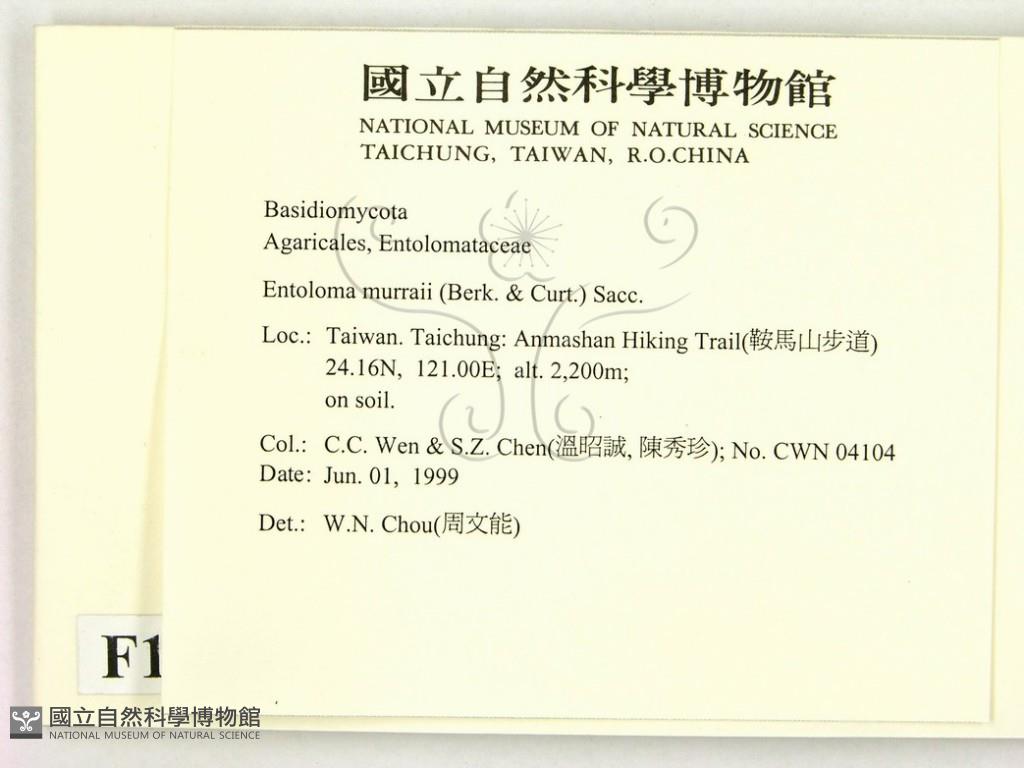 國立自然科學博物館
NATIONAL MUSEUM OF NATURAL SCIENCE
TAICHUNG, TAIWAN, R.O.CHINA
Basidiomycota
Agaricales, Entolomataceae
Entoloma murraii (Berk. & Curt.) Sacc.
Loc.: Taiwan. Taichung: Anmashan Hiking Trail(鞍馬山步道)
24.16N, 121.00E; alt. 2,200m;
on soil.
Col.: C.C. Wen & S.Z. Chen(溫昭誠, 陳秀珍); No. CWN 04104
Date: Jun. 01, 1999
Det.: W.N. Chou(周文能)
F1
國立自然科學博物館
NATIONAL MUSEUM OF NATURAL SCIENCE